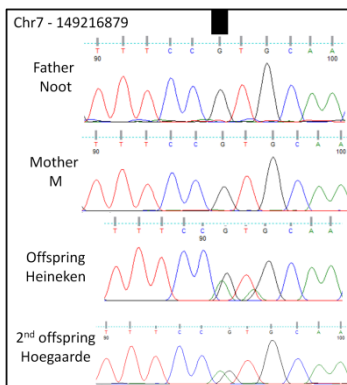 Chr7 - 149216879
T T T C C G T G C A A
90 100
Father
Noot
T T T C C G T G C A A
90 100
Mother
M
T T T C C G T G C A A
90
Offspring
Heineken
T T T C C G T G C A A
90 100
2nd offspring
Hoegaarde